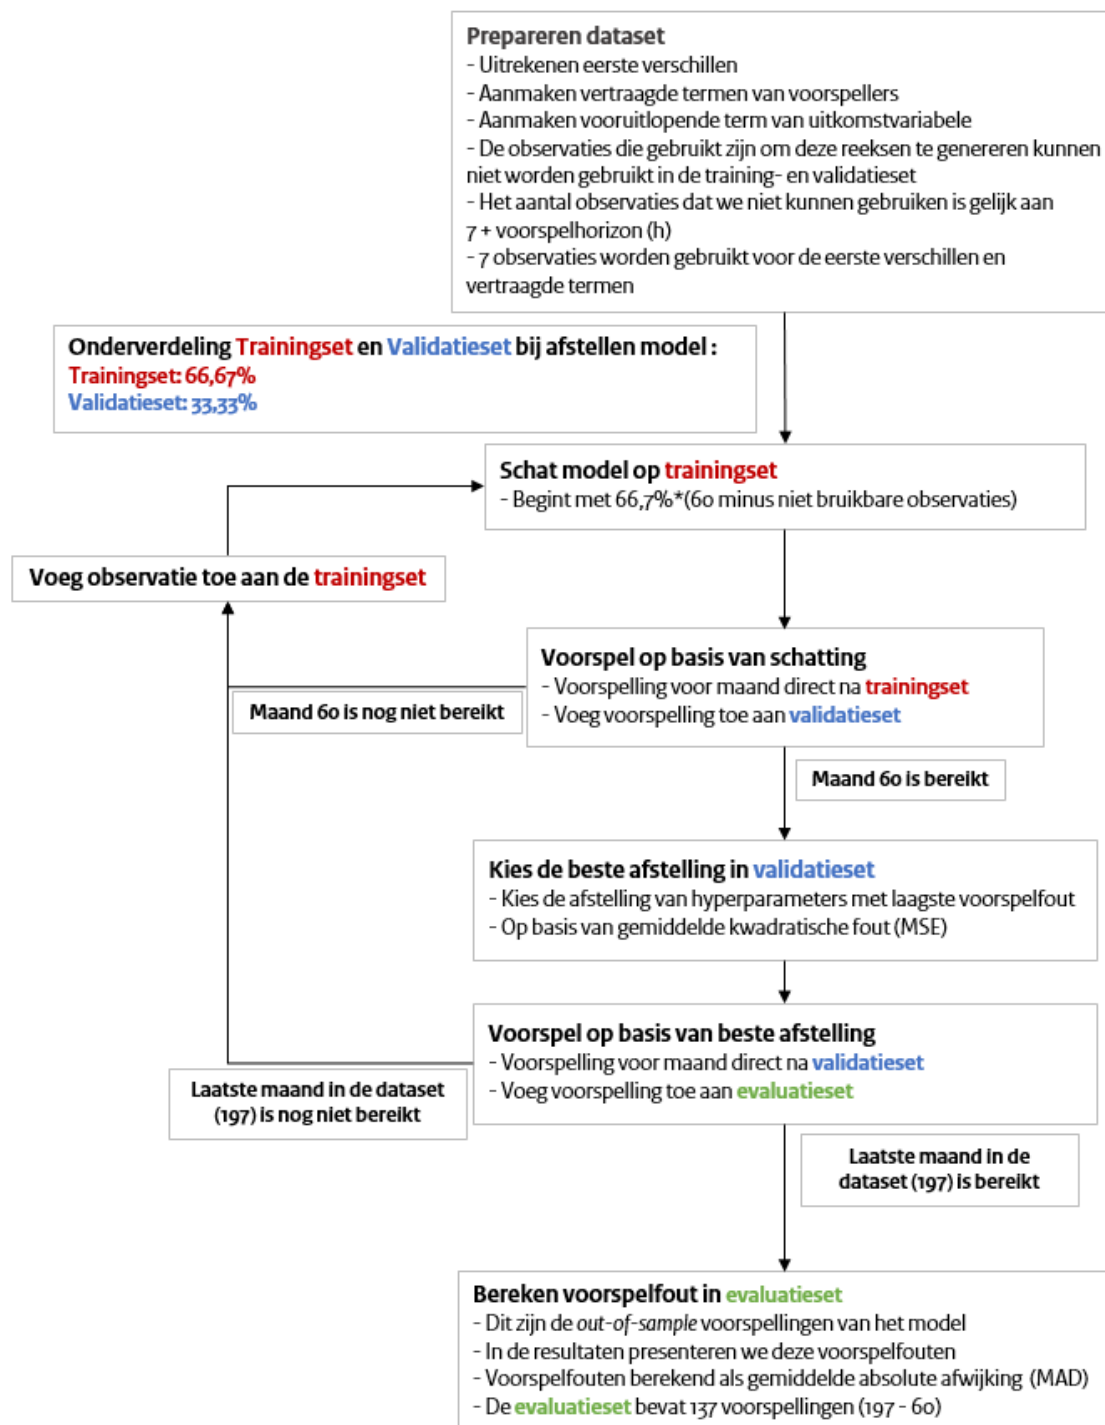 Prepareren dataset
- Uitrekenen eerste verschillen
- Aanmaken vertraagde termen van voorspellers
- Aanmaken vooruitlopende term van uitkomstvariabele
- De observaties die gebruikt zijn om deze reeksen te genereren kunnen
niet worden gebruikt in de training- en validatieset
- Het aantal observaties dat we niet kunnen gebruiken is gelijk aan
7 + voorspelhorizon (h)
- 7 observaties worden gebruikt voor de eerste verschillen en
vertraagde termen
Onderverdeling Trainingset en Validatieset bij afstellen model :
Trainingset: 66,67%
Validatieset: 33,33%
Schat model op trainingset
- Begint met 66,7%*(60 minus niet bruikbare observaties)
Voeg observatie toe aan de trainingset
Voorspel op basis van schatting
- Voorspelling voor maand direct na trainingset
- Voeg voorspelling toe aan validatieset
Maand 60 is nog niet bereikt
Maand 60 is bereikt
Kies de beste afstelling in validatieset
- Kies de afstelling van hyperparameters met laagste voorspelfout
- Op basis van gemiddelde kwadratische fout (MSE)
Voorspel op basis van beste afstelling
- Voorspelling voor maand direct na validatieset
- Voeg voorspelling toe aan evaluatieset
Laatste maand in de dataset
(197) is nog niet bereikt
Laatste maand in de
dataset (197) is bereikt
Bereken voorspelfout in evaluatieset
- Dit zijn de out-of-sample voorspellingen van het model
- In de resultaten presenteren we deze voorspelfouten
- Voorspelfouten berekend als gemiddelde absolute afwijking (MAD)
- De evaluatieset bevat 137 voorspellingen (197 - 60)